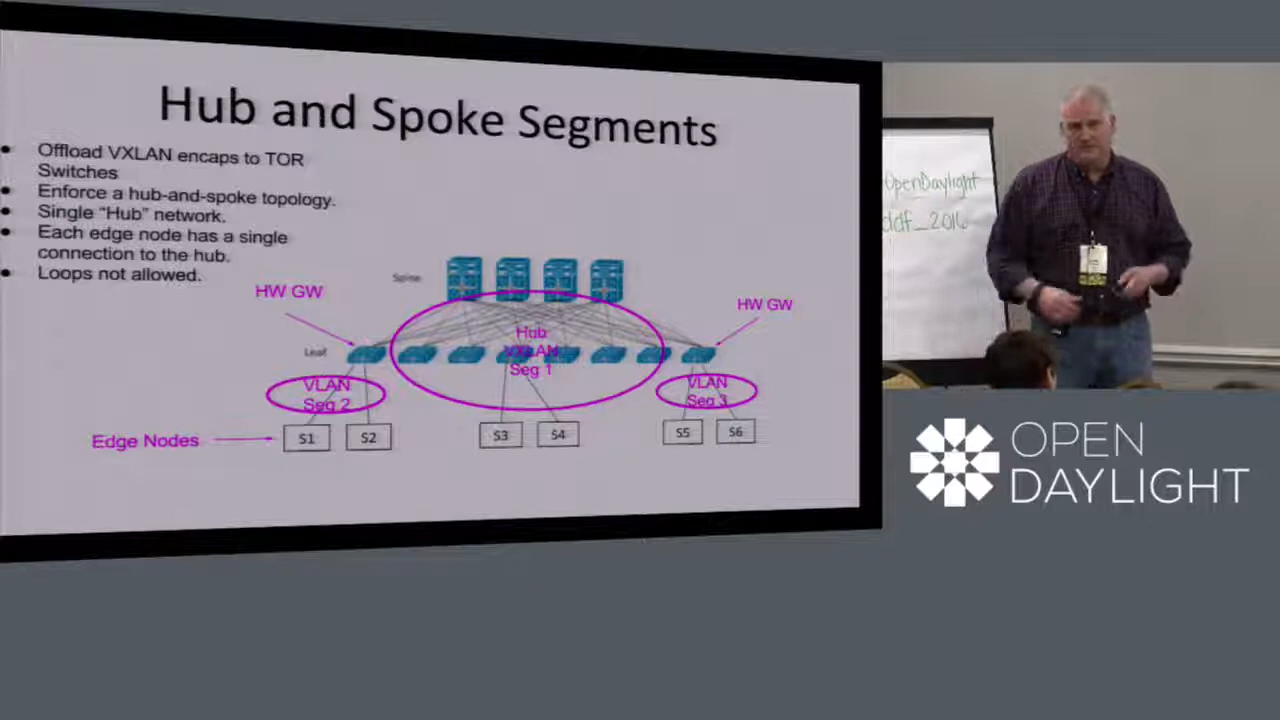 Hub and Spoke Segments
• Offload VXLAN encaps to TOR
Switches
• Enforce a hub-and-spoke topology.
• Single “Hub” network.
• Each edge node has a single
connection to the hub.
• Loops not allowed.
Spine
HW GW
HW GW
Hub
VXLAN
Seg 1
Leaf
VLAN
Seg 2
VLAN
Seg 3
Edge Nodes
S1
S2
S3
S4
S5
S6
OpenDaylight
ddf_2016
OPEN
DAYLIGHT